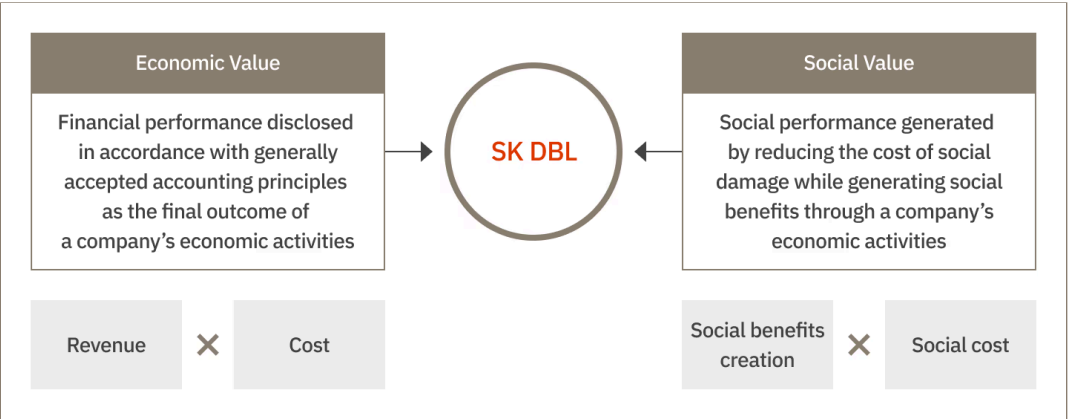 Economic Value
Financial performance disclosed
in accordance with generally
accepted accounting principles
as the final outcome of
a company’s economic activities
SK DBL
Social Value
Social performance generated
by reducing the cost of social
damage while generating social
benefits through a company’s
economic activities
Revenue
×
Cost
Social benefits
creation
×
Social cost